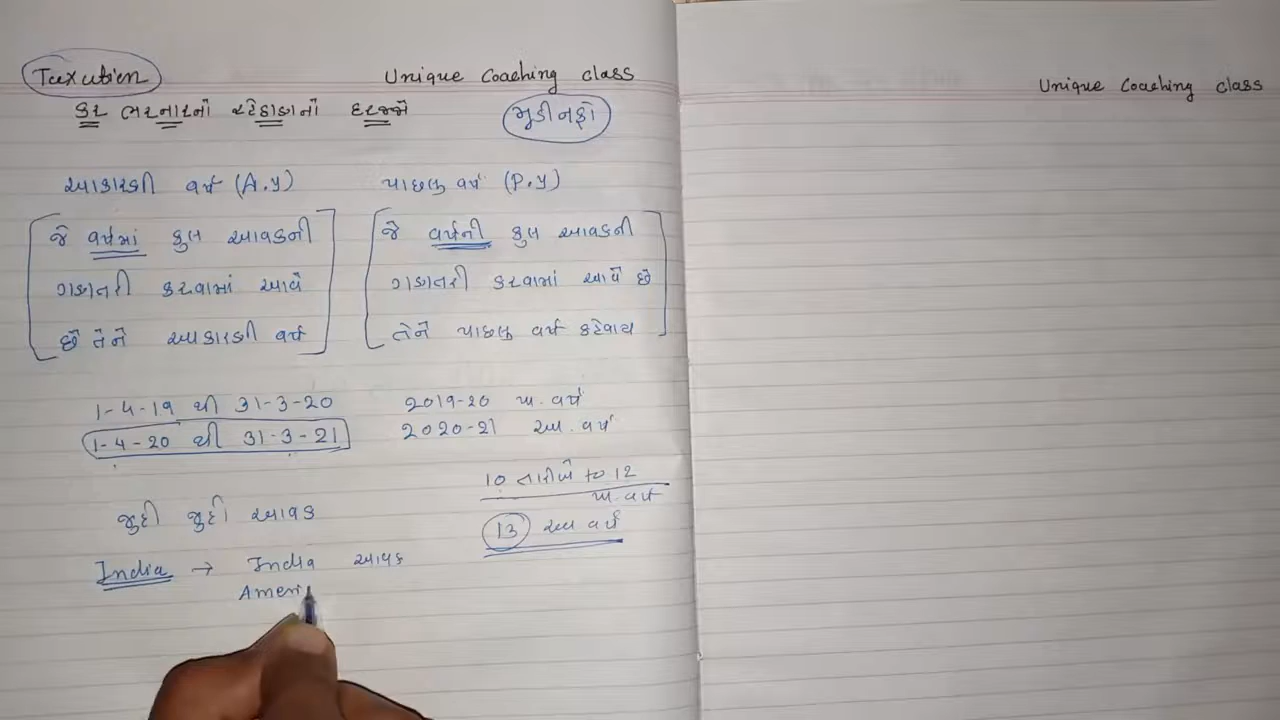 Taxation
Unique Coaching class
કર ભરનારનો રહેઠાણનો દરજ્જો
મૂડી નફો
આકારણી વર્ષ (A.y)
પાછલુ વર્ષ (P.y)
જે વર્ષમાં કુલ આવકની
ગણતરી કરવામાં આવે
છે તેને આકારણી વર્ષ
જે વર્ષની કુલ આવકની
ગણતરી કરવામાં આવે છે
તેને પાછલુ વર્ષ કહેવાય
1-4-19 થી 31-3-20 2019-20 પા. વર્ષ
1-4-20 થી 31-3-21 2020-21 આ. વર્ષ
10 તારીખે to 12
પા. વર્ષ
13 આ વર્ષ
જુદી જુદી આવક
India → India આવક
Ameri
Unique Coaching class